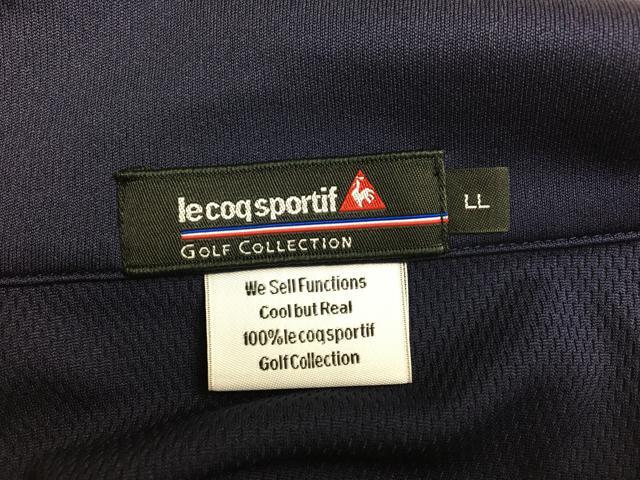 le coq sportif
GOLF COLLECTION
LL
We Sell Functions
Cool but Real
100% le coq sportif
Golf Collection